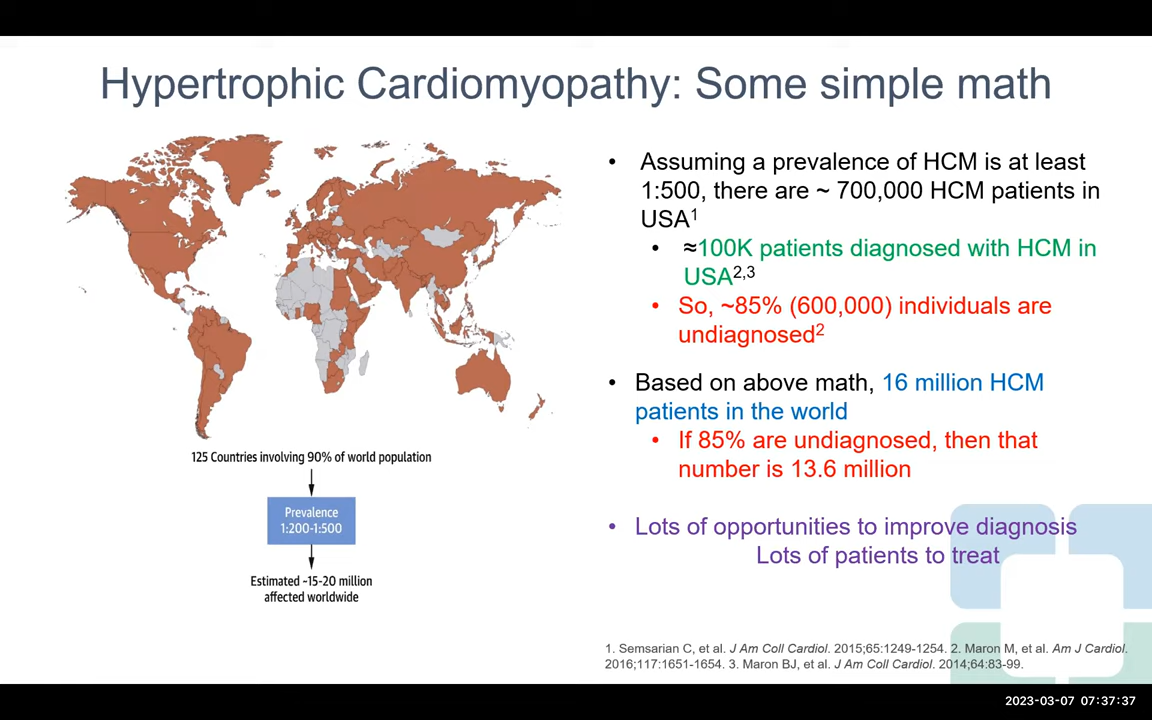 Hypertrophic Cardiomyopathy: Some simple math
• Assuming a prevalence of HCM is at least
1:500, there are ~ 700,000 HCM patients in
USA1
• ≈100K patients diagnosed with HCM in
USA2,3
• So, ~85% (600,000) individuals are
undiagnosed2
• Based on above math, 16 million HCM
patients in the world
• If 85% are undiagnosed, then that
number is 13.6 million
• Lots of opportunities to improve diagnosis
Lots of patients to treat
125 Countries involving 90% of world population
Prevalence
1:200-1:500
Estimated ~15-20 million
affected worldwide
1. Semsarian C, et al. J Am Coll Cardiol. 2015;65:1249-1254. 2. Maron M, et al. Am J Cardiol.
2016;117:1651-1654. 3. Maron BJ, et al. J Am Coll Cardiol. 2014;64:83-99.
2023-03-07 07:37:37